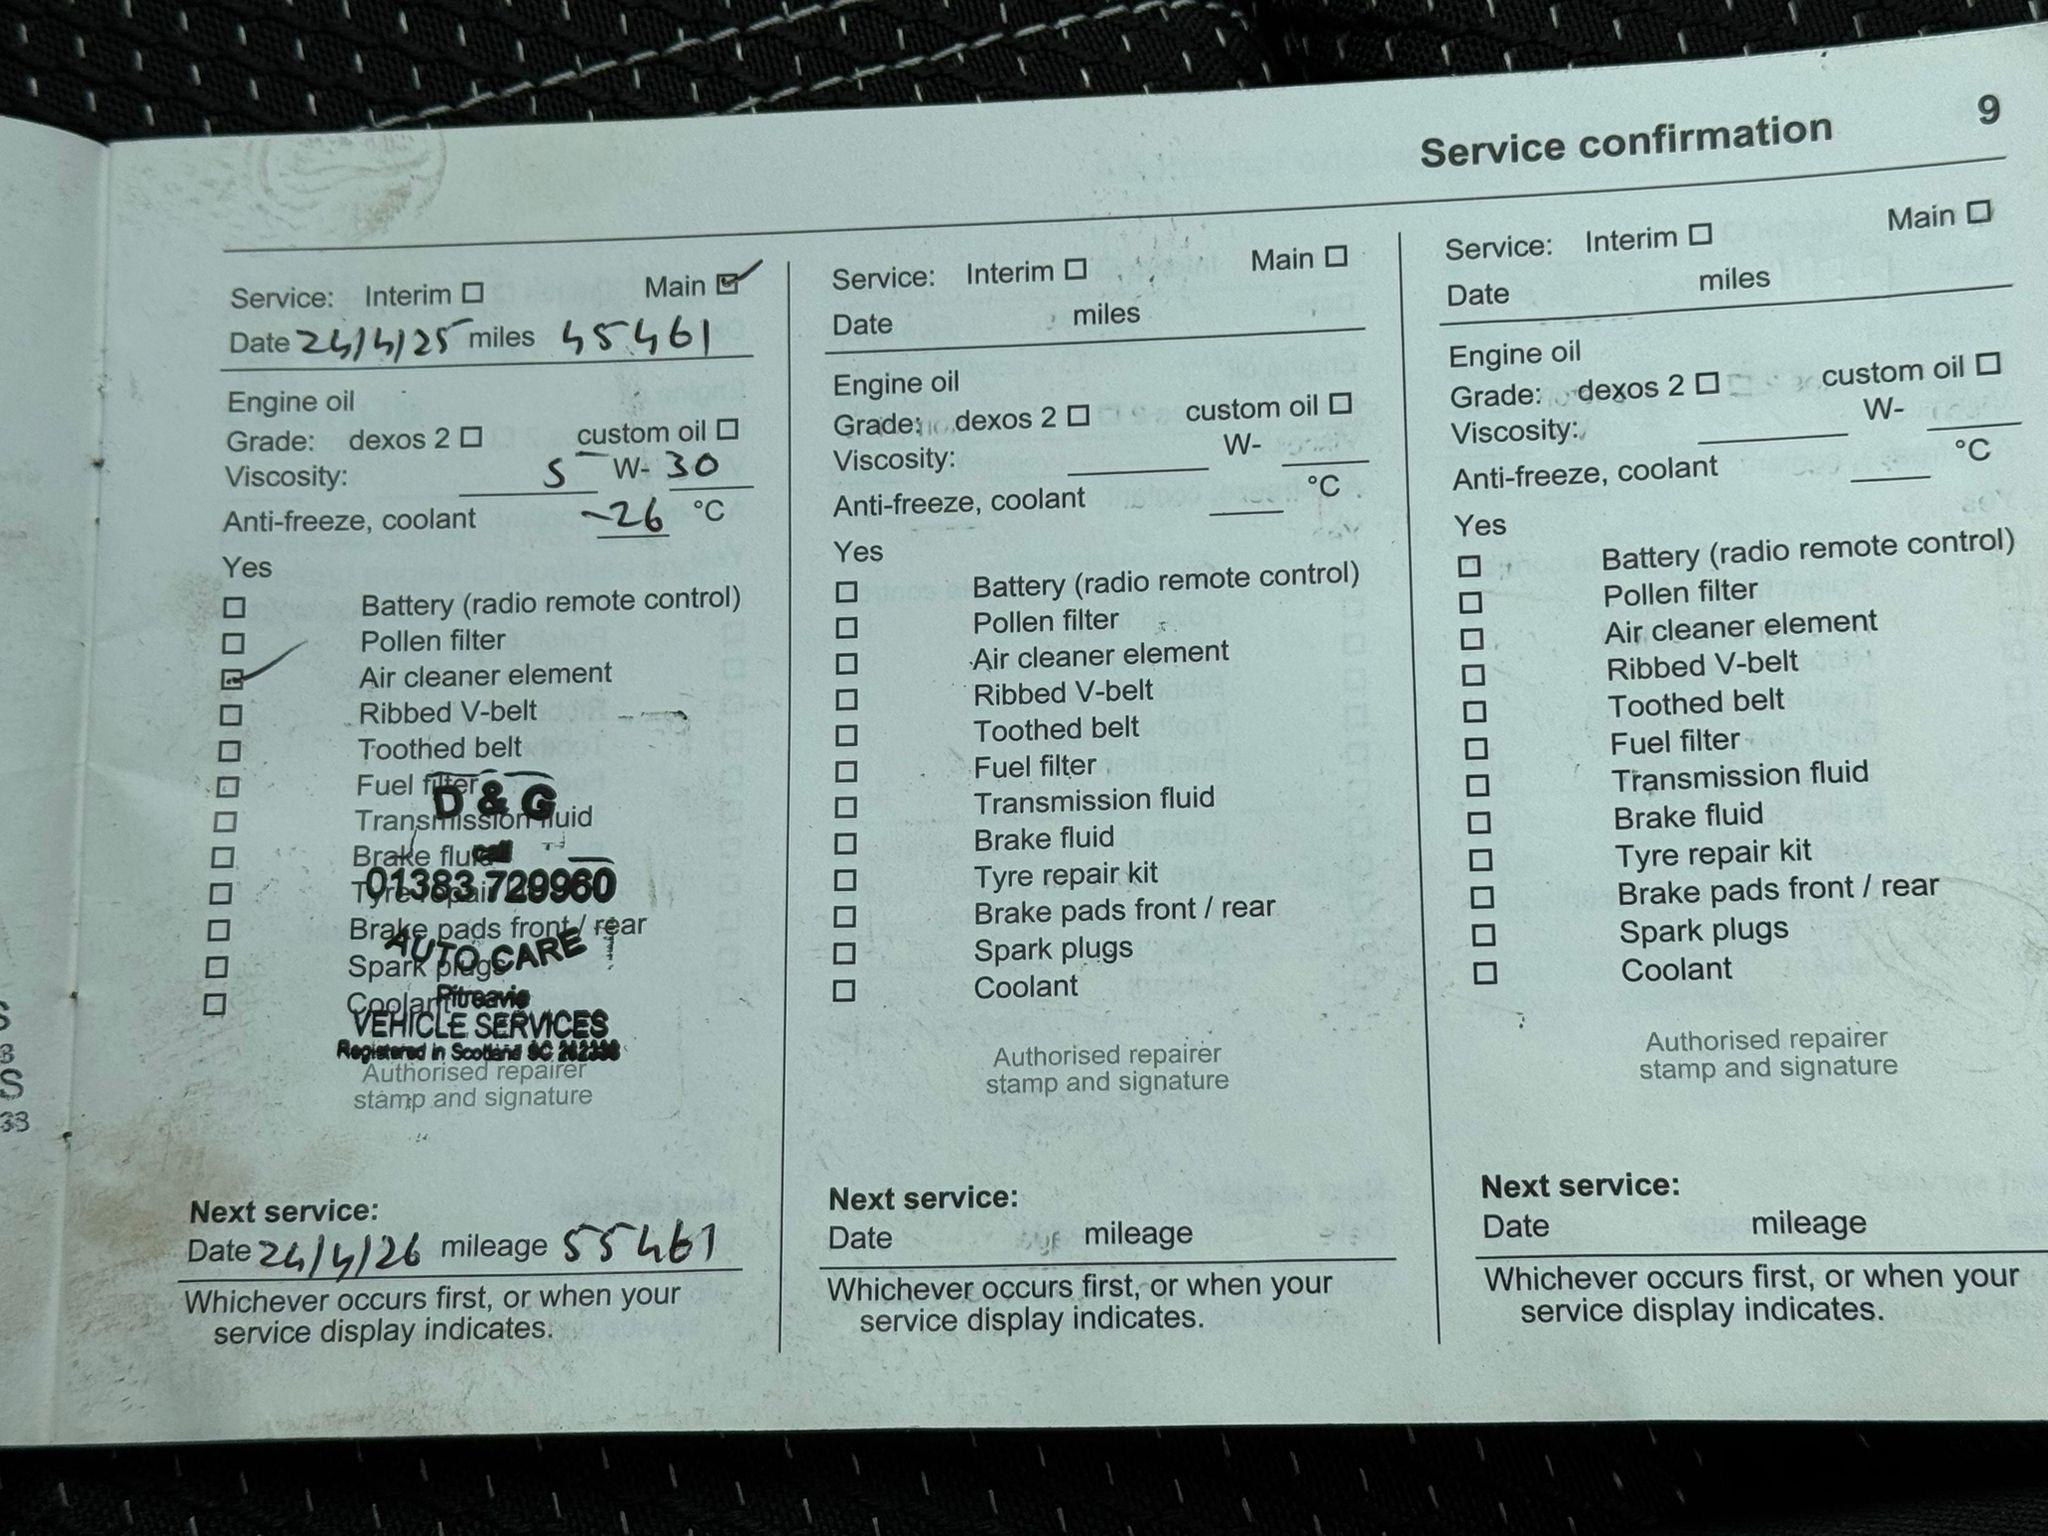 9
Service confirmation
Service: Interim Main
Date 24/4/25 miles 45461
Engine oil
Grade: dexos 2 custom oil
Viscosity: 5 W- 30
Anti-freeze, coolant -26 °C
Yes
Battery (radio remote control)
Pollen filter
Air cleaner element
Ribbed V-belt
Toothed belt
Fuel filter
D & G
Transmission fluid
Brake fluid
call
01383 729960
Tyre repair
Brake pads front / rear
AUTO CARE
Spark plugs
Pitreavie
Coolant
VEHICLE SERVICES
Registered in Scotland SC
Authorised repairer
stamp and signature
Next service:
Date 24/4/26 mileage 55461
Whichever occurs first, or when your
service display indicates.
Service: Interim Main
Date miles
Engine oil
Grade: dexos 2 custom oil
Viscosity: W-
Anti-freeze, coolant °C
Yes
Battery (radio remote control)
Pollen filter
Air cleaner element
Ribbed V-belt
Toothed belt
Fuel filter
Transmission fluid
Brake fluid
Tyre repair kit
Brake pads front / rear
Spark plugs
Coolant
Authorised repairer
stamp and signature
Next service:
Date mileage
Whichever occurs first, or when your
service display indicates.
Service: Interim Main
Date miles
Engine oil
Grade: dexos 2 custom oil
Viscosity: W-
Anti-freeze, coolant °C
Yes
Battery (radio remote control)
Pollen filter
Air cleaner element
Ribbed V-belt
Toothed belt
Fuel filter
Transmission fluid
Brake fluid
Tyre repair kit
Brake pads front / rear
Spark plugs
Coolant
Authorised repairer
stamp and signature
Next service:
Date mileage
Whichever occurs first, or when your
service display indicates.